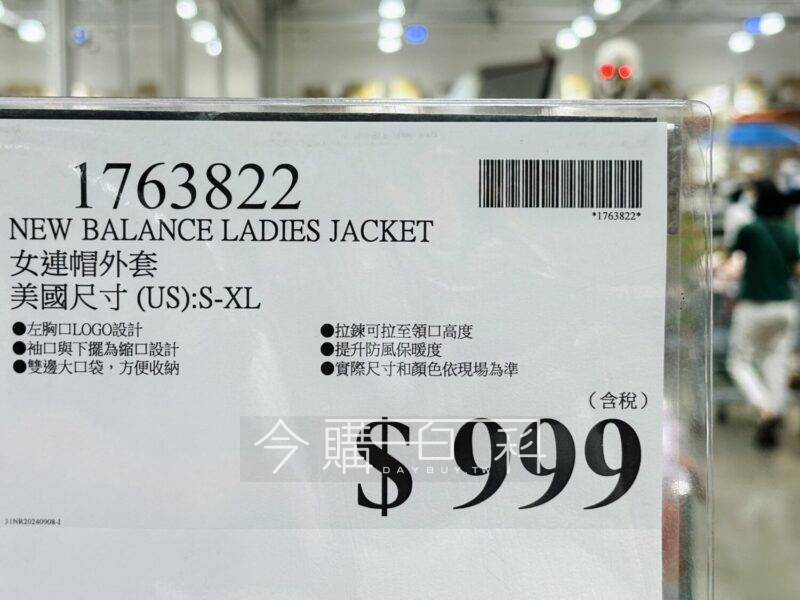 1763822
*1763822*
NEW BALANCE LADIES JACKET
女連帽外套
美國尺寸 (US):S-XL
●左胸口LOGO設計
●袖口與下擺為縮口設計
●雙邊大口袋，方便收納
●拉鍊可拉至領口高度
●提升防風保暖度
●實際尺寸和顏色依現場為準
（含稅）
$ 999
今購百科
DAYBUY.TW
31NR20240908-1